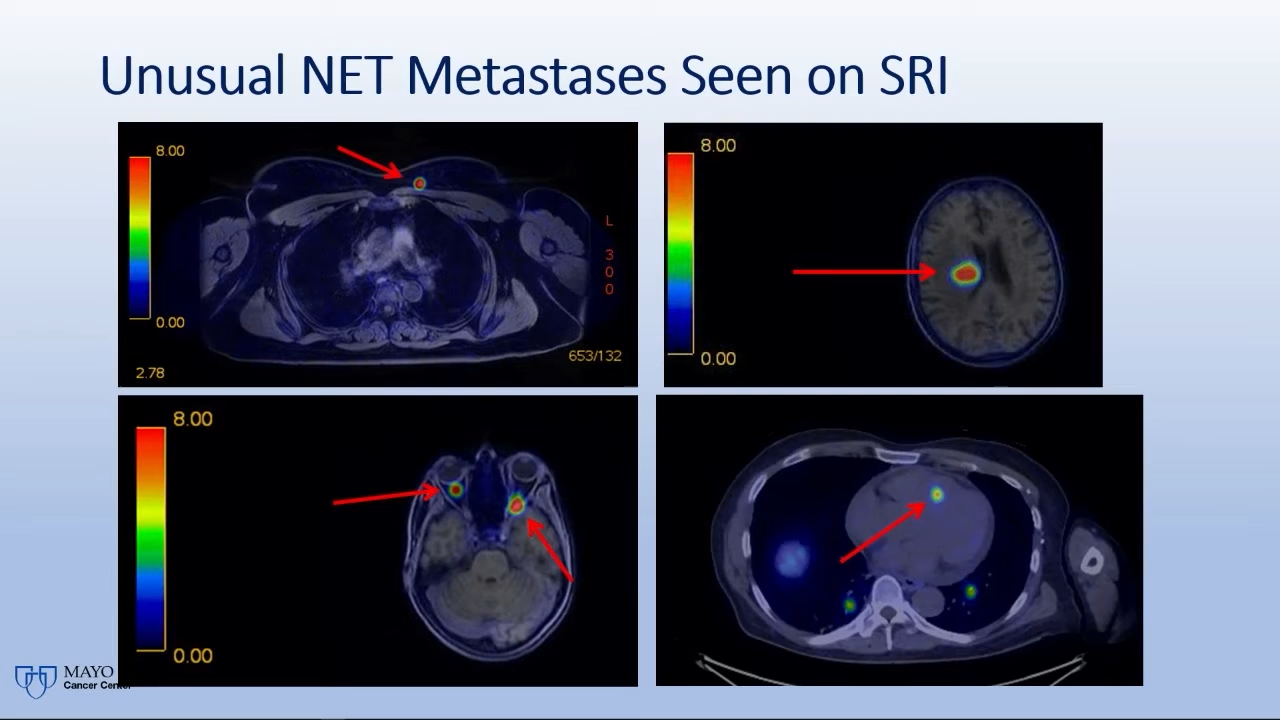 Unusual NET Metastases Seen on SRI
8.00
L
3
0
0
0.00
653/132
2.78
8.00
0.00
8.00
0.00
MAYO
Cancer Center